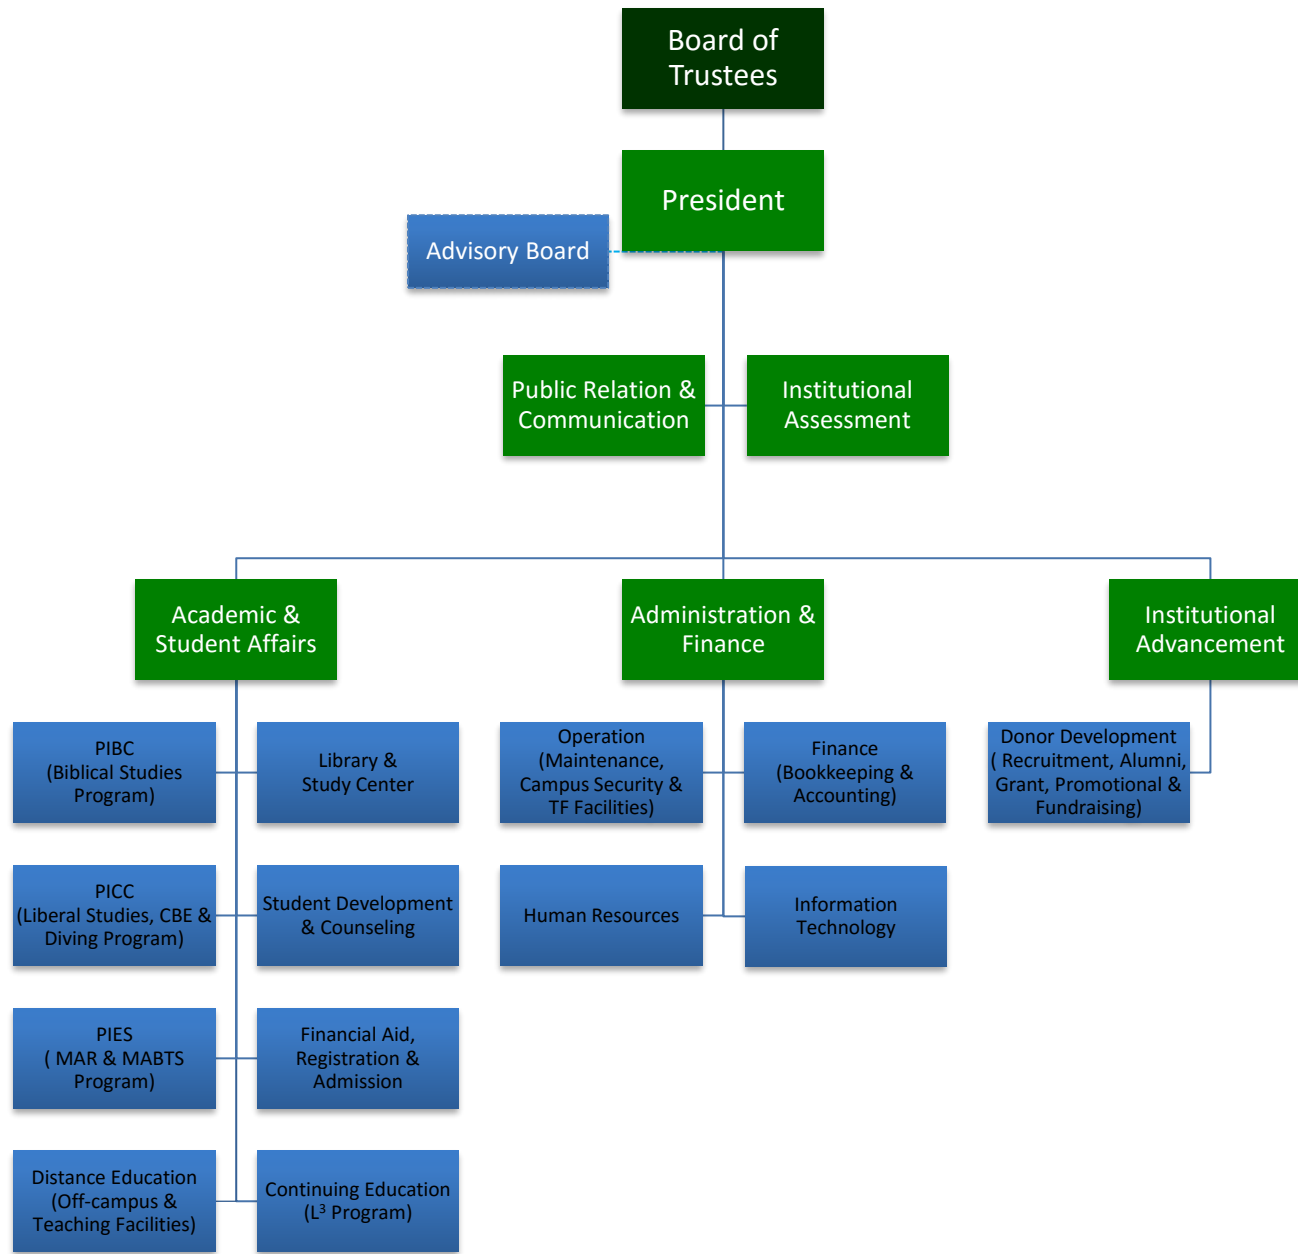 Board of
Trustees
President
Advisory Board
Public Relation &
Communication
Institutional
Assessment
Academic &
Student Affairs
Administration &
Finance
Institutional
Advancement
PIBC
(Biblical Studies
Program)
Library &
Study Center
Operation
(Maintenance,
Campus Security &
TF Facilities)
Finance
(Bookkeeping &
Accounting)
Donor Development
( Recruitment, Alumni,
Grant, Promotional &
Fundraising)
PICC
(Liberal Studies, CBE &
Diving Program)
Student Development
& Counseling
Human Resources
Information
Technology
PIES
( MAR & MABTS
Program)
Financial Aid,
Registration &
Admission
Distance Education
(Off-campus &
Teaching Facilities)
Continuing Education
(L³ Program)